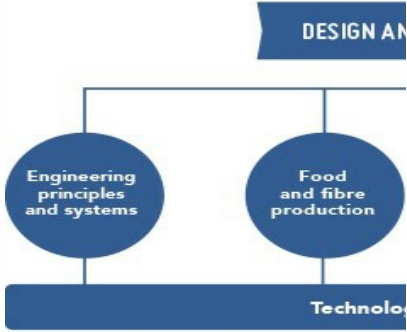 DESIGN AN
Engineering
principles
and systems
Food
and fibre
production
Technolog